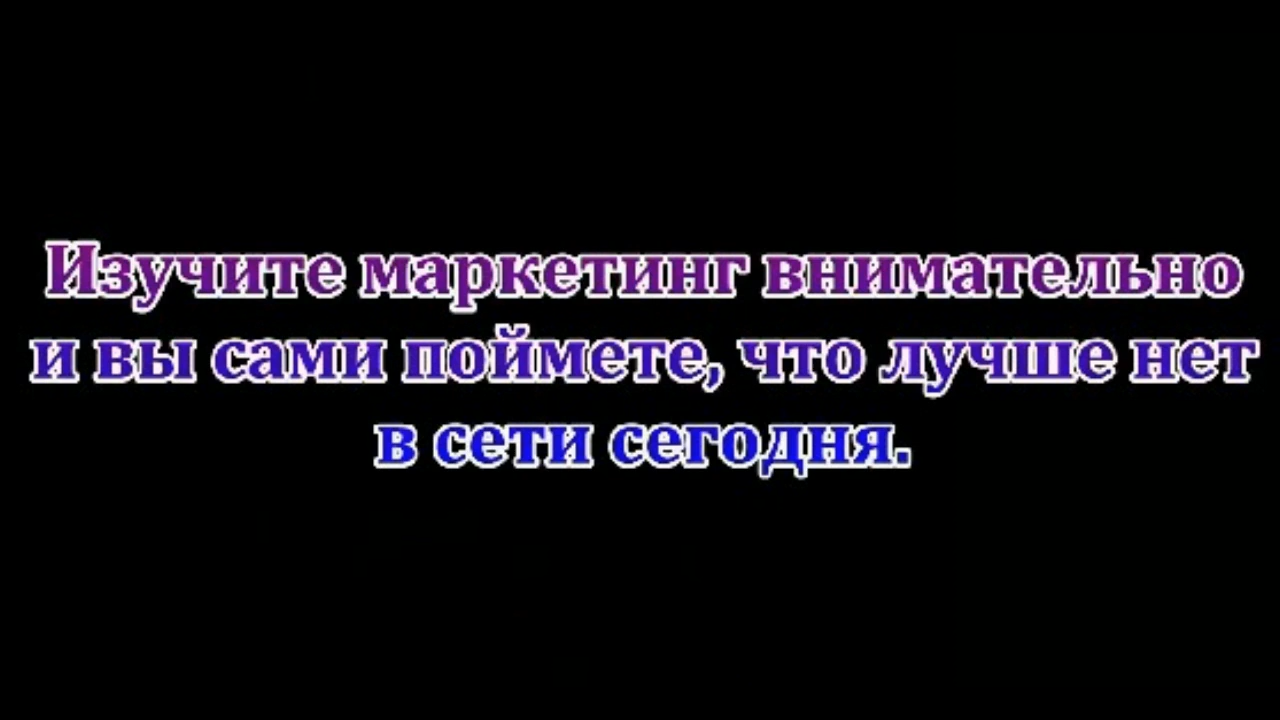 Изучите маркетинг внимательно
и вы сами поймете, что лучше нет
в сети сегодня.